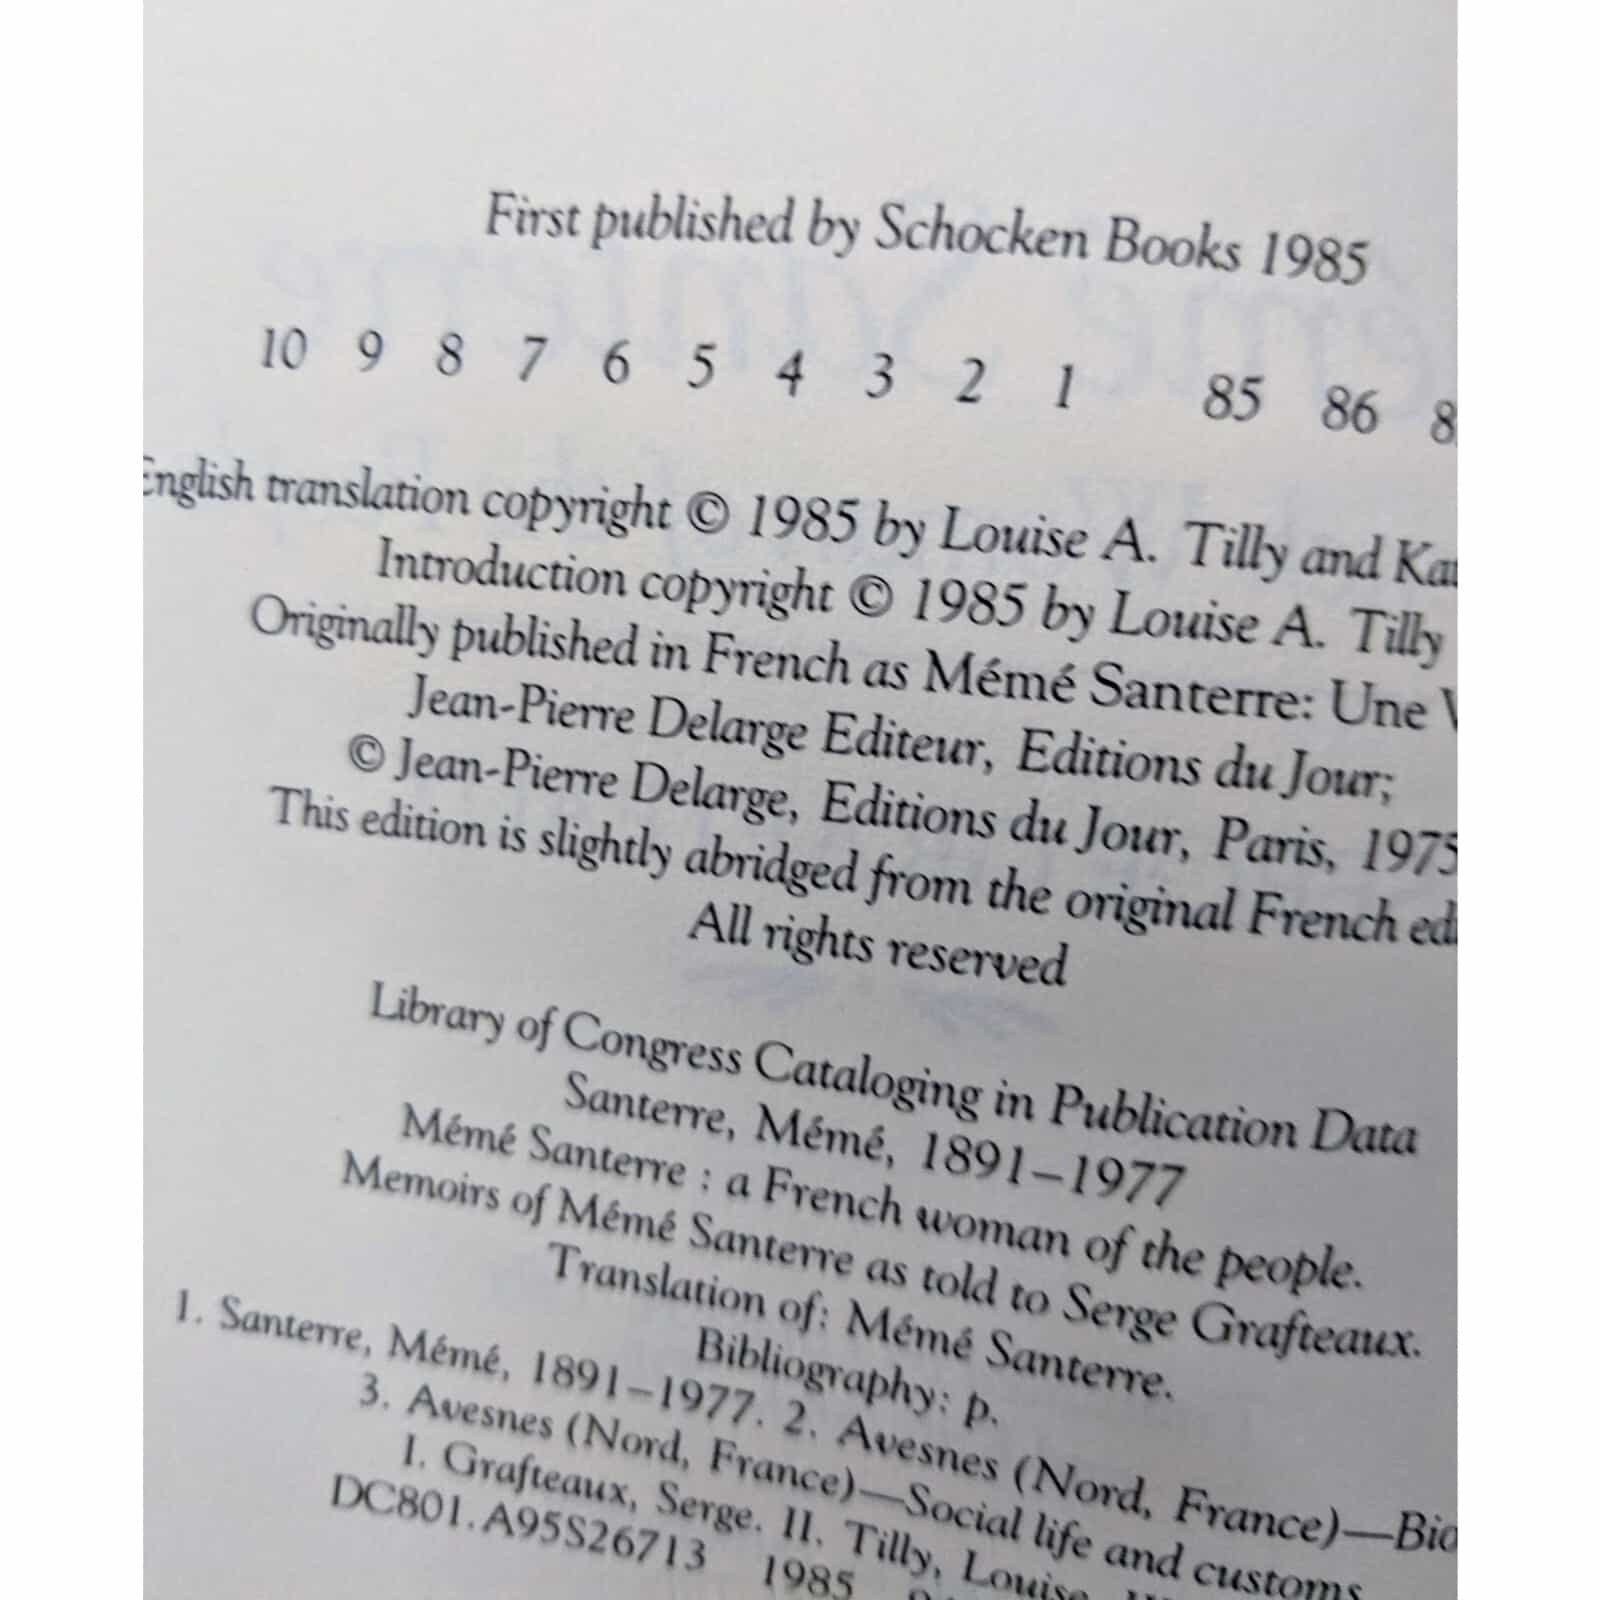 First published by Schocken Books 1985
10 9 8 7 6 5 4 3 2 1 85 86
English translation copyright © 1985 by Louise A. Tilly and
Introduction copyright © 1985 by Louise A. Tilly
Originally published in French as Mémé Santerre: Une
Jean-Pierre Delarge Editeur, Editions du Jour;
© Jean-Pierre Delarge, Editions du Jour, Paris, 1975
This edition is slightly abridged from the original French
All rights reserved
Library of Congress Cataloging in Publication Data
Santerre, Mémé, 1891–1977
Mémé Santerre : a French woman of the people.
Memoirs of Mémé Santerre as told to Serge Grafteaux.
Translation of: Mémé Santerre.
Bibliography: p.
1. Santerre, Mémé, 1891–1977. 2. Avesnes (Nord, France)—
3. Avesnes (Nord, France)—Social life and customs
I. Grafteaux, Serge. II. Tilly, Louise
DC801.A95S26713 1985